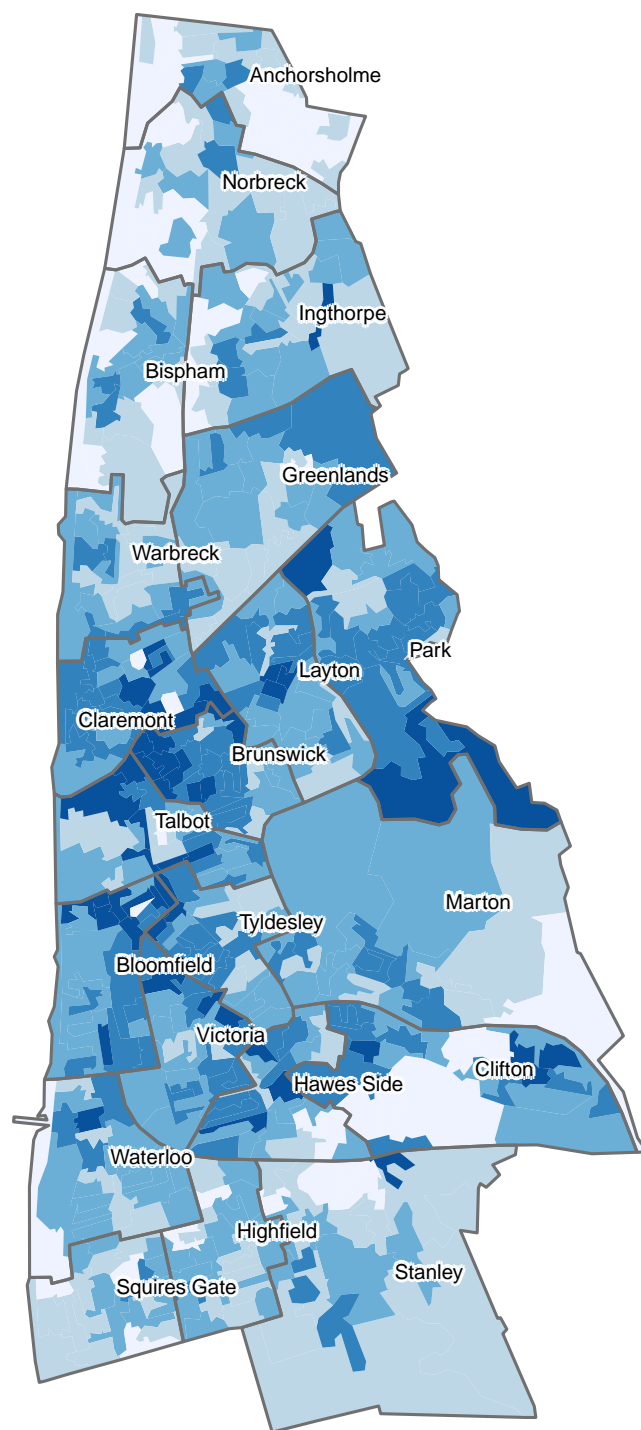 Anchorsholme
Norbreck
Ingthorpe
Bispham
Greenlands
Warbreck
Park
Layton
Claremont
Brunswick
Talbot
Marton
Tyldesley
Bloomfield
Victoria
Clifton
Hawes Side
Waterloo
Highfield
Stanley
Squires Gate